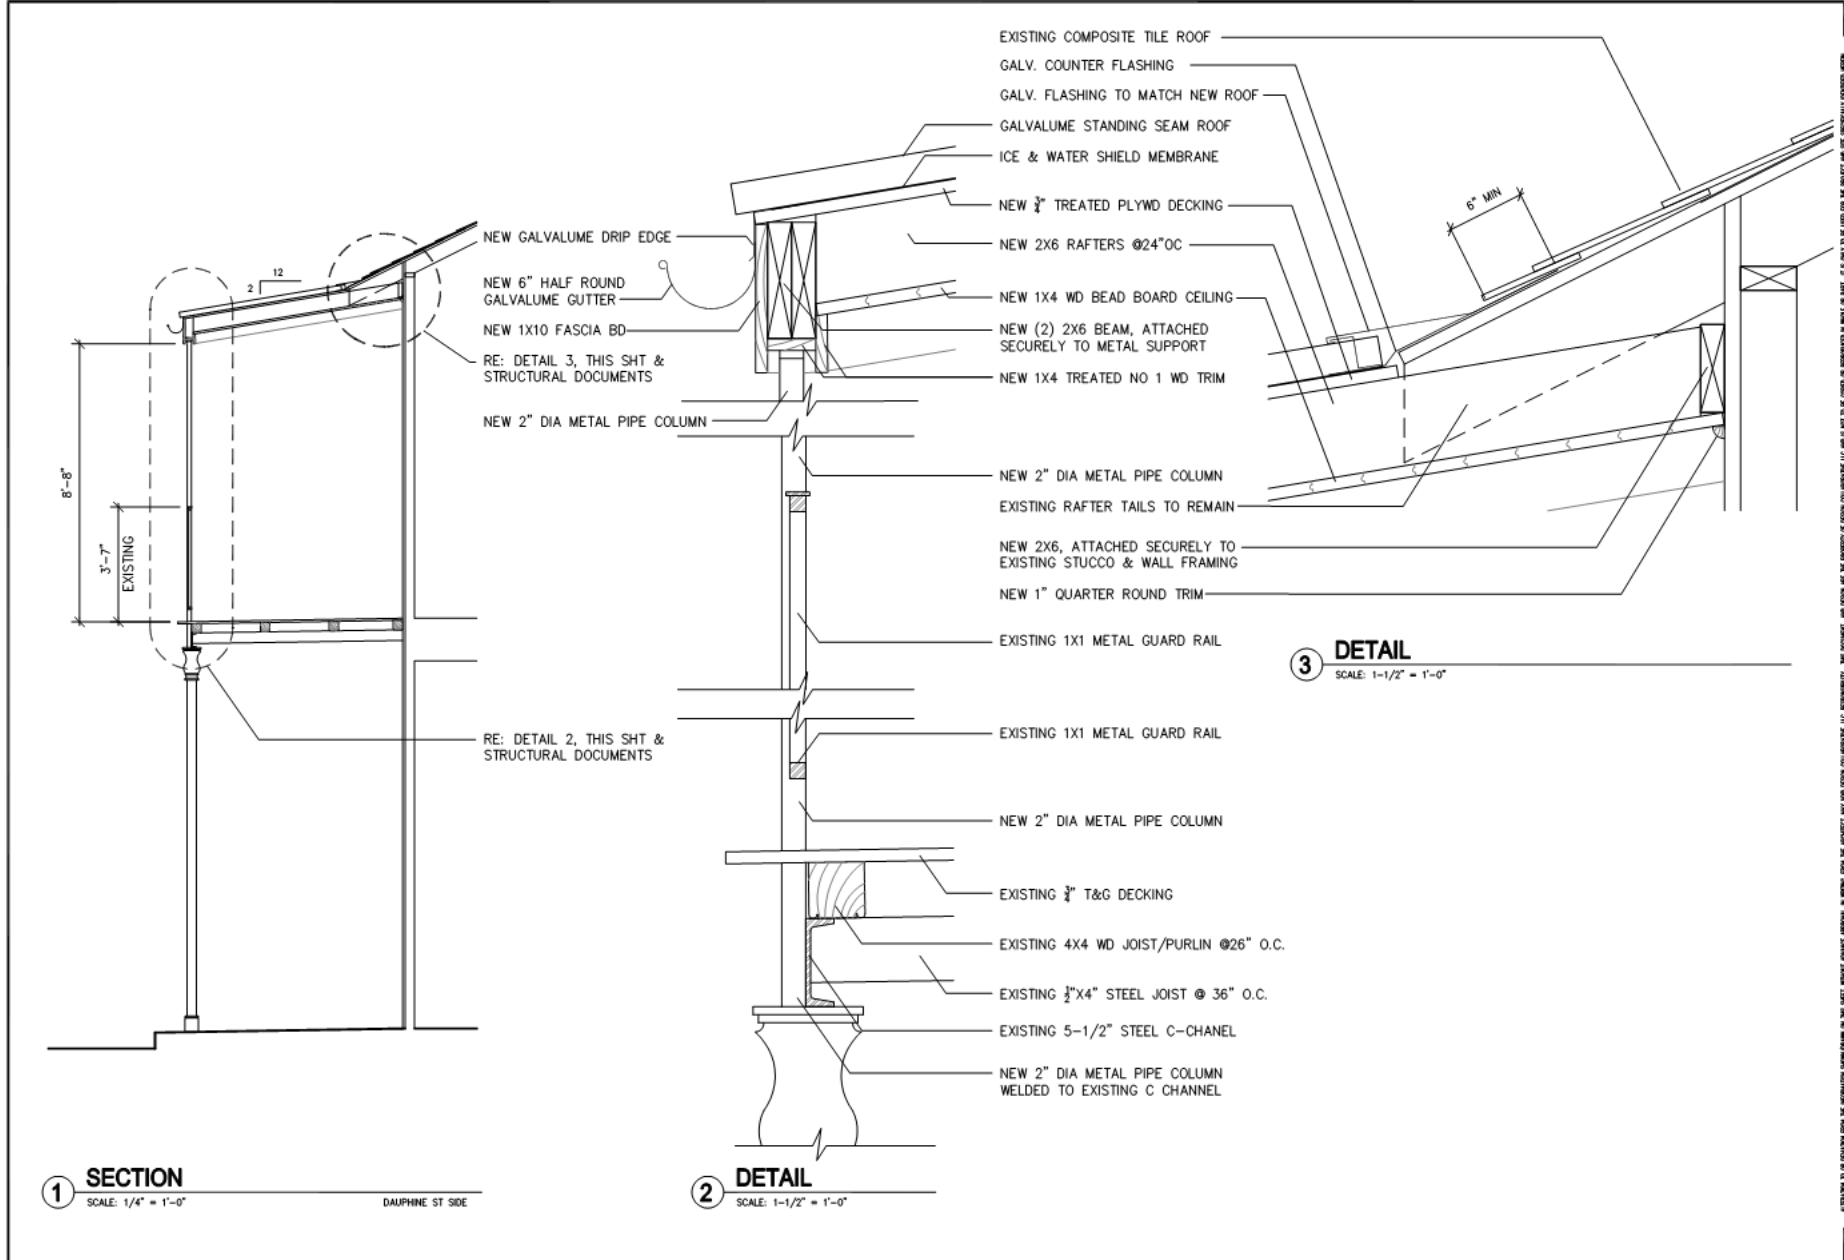 EXISTING COMPOSITE TILE ROOF
GALV. COUNTER FLASHING
GALV. FLASHING TO MATCH NEW ROOF
GALVALUME STANDING SEAM ROOF
ICE & WATER SHIELD MEMBRANE
NEW 3/4" TREATED PLYWD DECKING
NEW 2X6 RAFTERS @24"OC
NEW 1X4 WD BEAD BOARD CEILING
NEW (2) 2X6 BEAM, ATTACHED
SECURELY TO METAL SUPPORT
NEW 1X4 TREATED NO 1 WD TRIM
NEW 2" DIA METAL PIPE COLUMN
EXISTING RAFTER TAILS TO REMAIN
NEW 2X6, ATTACHED SECURELY TO
EXISTING STUCCO & WALL FRAMING
NEW 1" QUARTER ROUND TRIM
EXISTING 1X1 METAL GUARD RAIL
EXISTING 1X1 METAL GUARD RAIL
NEW 2" DIA METAL PIPE COLUMN
EXISTING 3/4" T&G DECKING
EXISTING 4X4 WD JOIST/PURLIN @26" O.C.
EXISTING 1/2"X4" STEEL JOIST @ 36" O.C.
EXISTING 5-1/2" STEEL C-CHANEL
NEW 2" DIA METAL PIPE COLUMN
WELDED TO EXISTING C CHANNEL
NEW GALVALUME DRIP EDGE
NEW 6" HALF ROUND
GALVALUME GUTTER
NEW 1X10 FASCIA BD
RE: DETAIL 3, THIS SHT &
STRUCTURAL DOCUMENTS
NEW 2" DIA METAL PIPE COLUMN
RE: DETAIL 2, THIS SHT &
STRUCTURAL DOCUMENTS
12
2
8'-8"
3'-7"
EXISTING
6" MIN
1
SECTION
SCALE: 1/4" = 1'-0"
DAUPHINE ST SIDE
2
DETAIL
SCALE: 1-1/2" = 1'-0"
3
DETAIL
SCALE: 1-1/2" = 1'-0"